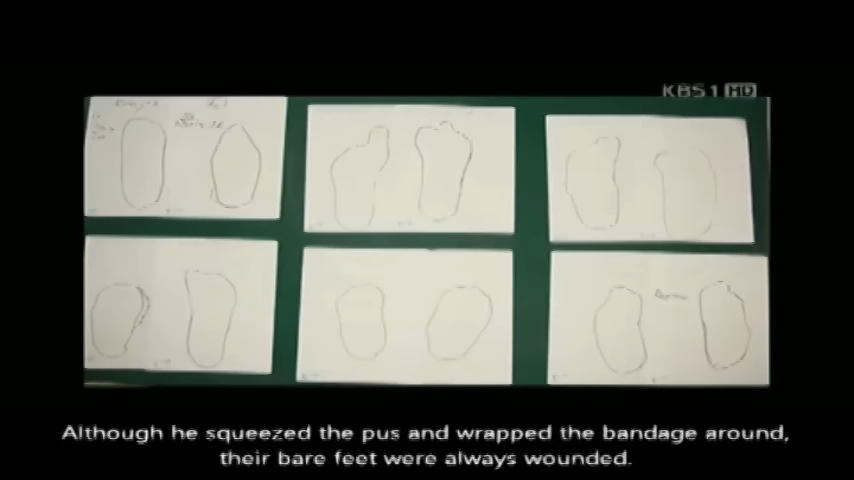 KBS1 HD
Although he squeezed the pus and wrapped the bandage around,
their bare feet were always wounded.